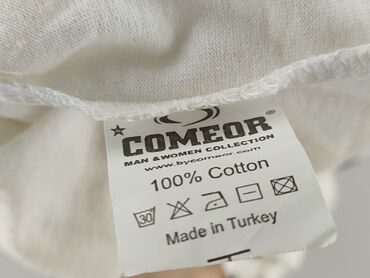 COMEOR
MAN & WOMEN COLLECTION
www.bycomeor.com
100% Cotton
30
Made in Turkey